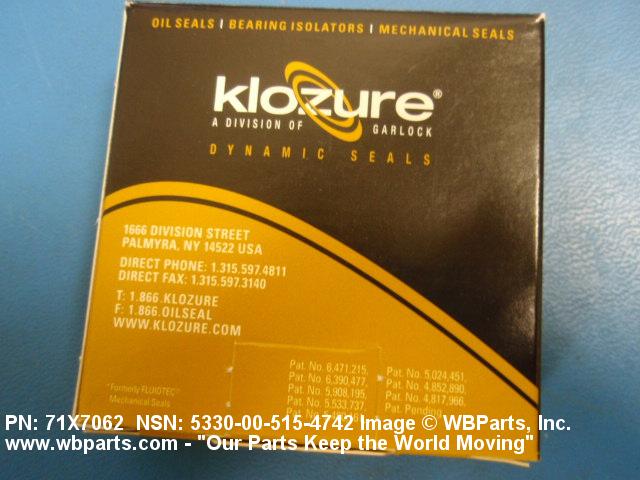 OIL SEALS | BEARING ISOLATORS | MECHANICAL SEALS
klozure®
A DIVISION OF GARLOCK
DYNAMIC SEALS
1666 DIVISION STREET
PALMYRA, NY 14522 USA
DIRECT PHONE: 1.315.597.4811
DIRECT FAX: 1.315.597.3140
T: 1.866.KLOZURE
F: 1.866.OILSEAL
WWW.KLOZURE.COM
"Formerly FLUIDTEC"
Mechanical Seals
Pat. No. 6,471,215,
Pat. No. 6,390,477,
Pat. No. 5,908,195,
Pat. No. 5,533,737,
Pat. No. 5,024,451,
Pat. No. 4,852,890,
Pat. No. 4,817,966,
Pat. Pending
PN: 71X7062 NSN: 5330-00-515-4742 Image © WBParts, Inc.
www.wbparts.com - "Our Parts Keep the World Moving"